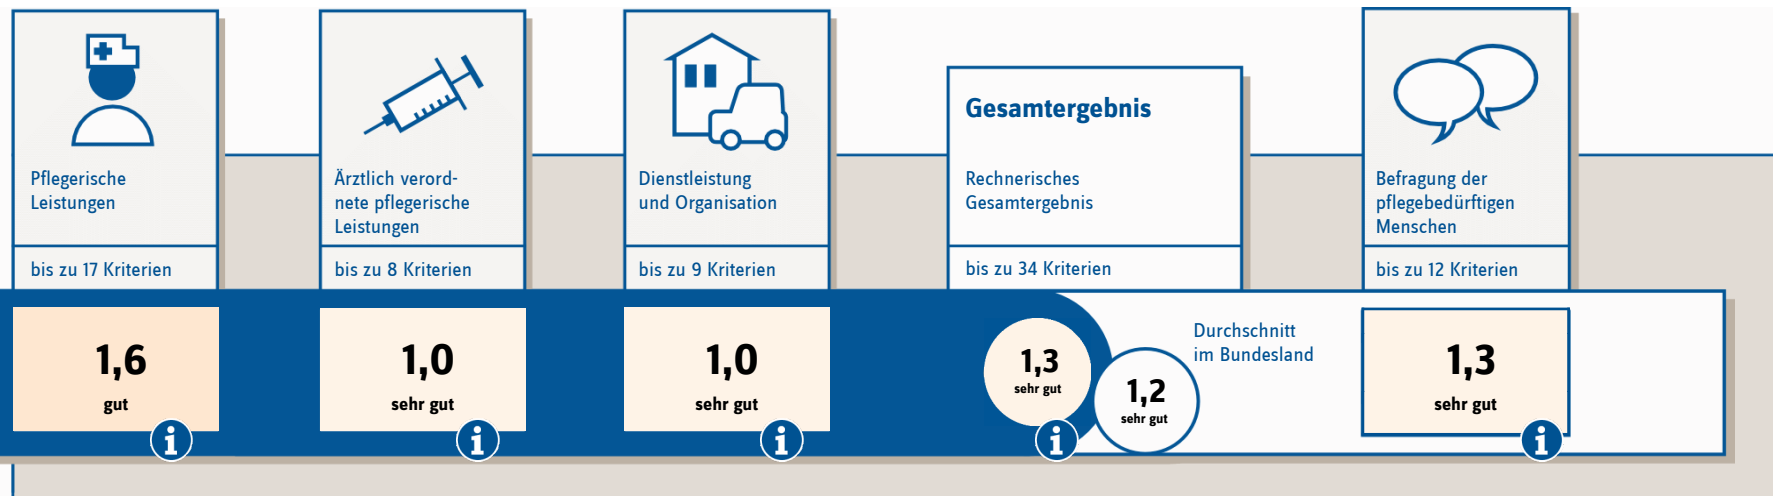 Pflegerische
Leistungen
bis zu 17 Kriterien
1,6
gut
i
Ärztlich verord-
nete pflegerische
Leistungen
bis zu 8 Kriterien
1,0
sehr gut
i
Dienstleistung
und Organisation
bis zu 9 Kriterien
1,0
sehr gut
i
Gesamtergebnis
Rechnerisches
Gesamtergebnis
bis zu 34 Kriterien
1,3
sehr gut
i
1,2
sehr gut
Durchschnitt
im Bundesland
Befragung der
pflegebedürftigen
Menschen
bis zu 12 Kriterien
1,3
sehr gut
i